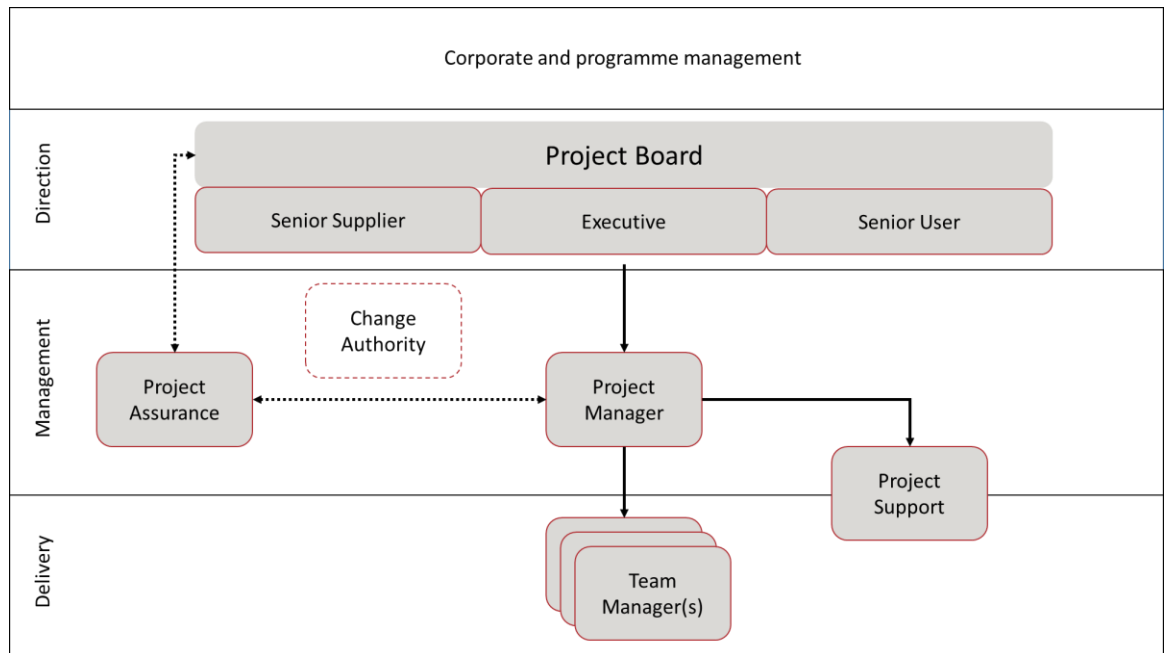 Corporate and programme management
Direction
Project Board
Senior Supplier
Executive
Senior User
Management
Change
Authority
Project
Assurance
Project
Manager
Project
Support
Delivery
Team
Manager(s)